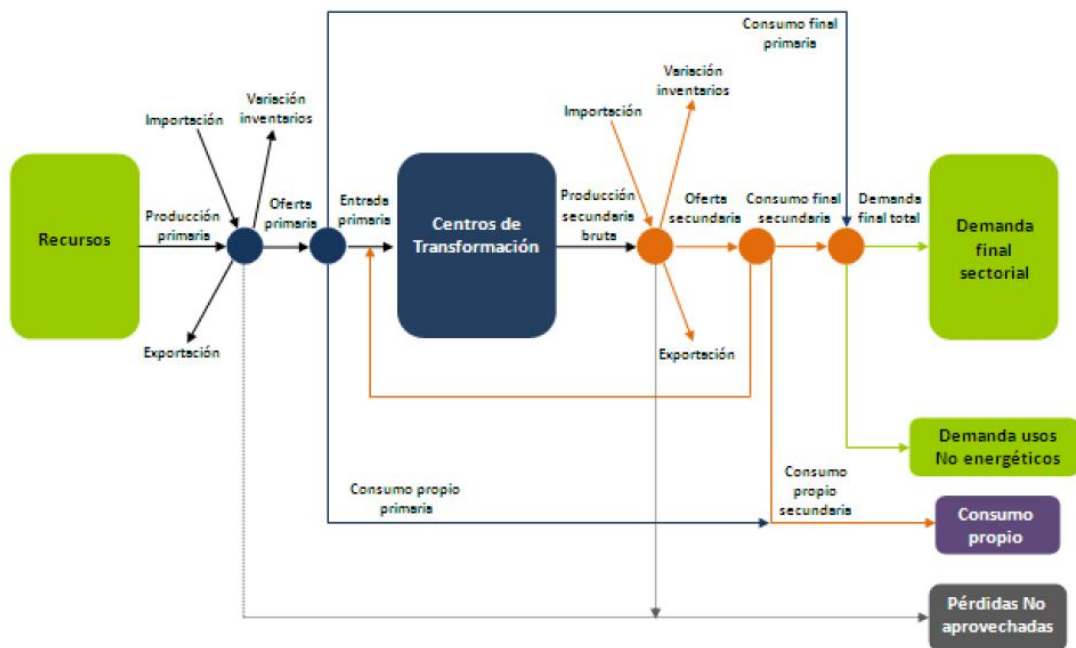 Consumo final
primaria
Variación
inventarios
Importación
Variación
inventarios
Importación
Recursos
Producción
primaria
Oferta
primaria
Entrada
primaria
Centros de
Transformación
Producción
secundaria
bruta
Oferta
secundaria
Consumo final
secundaria
Demanda
final total
Demanda
final
sectorial
Exportación
Exportación
Demanda usos
No energéticos
Consumo propio
primaria
Consumo
propio
secundaria
Consumo
propio
Pérdidas No
aprovechadas